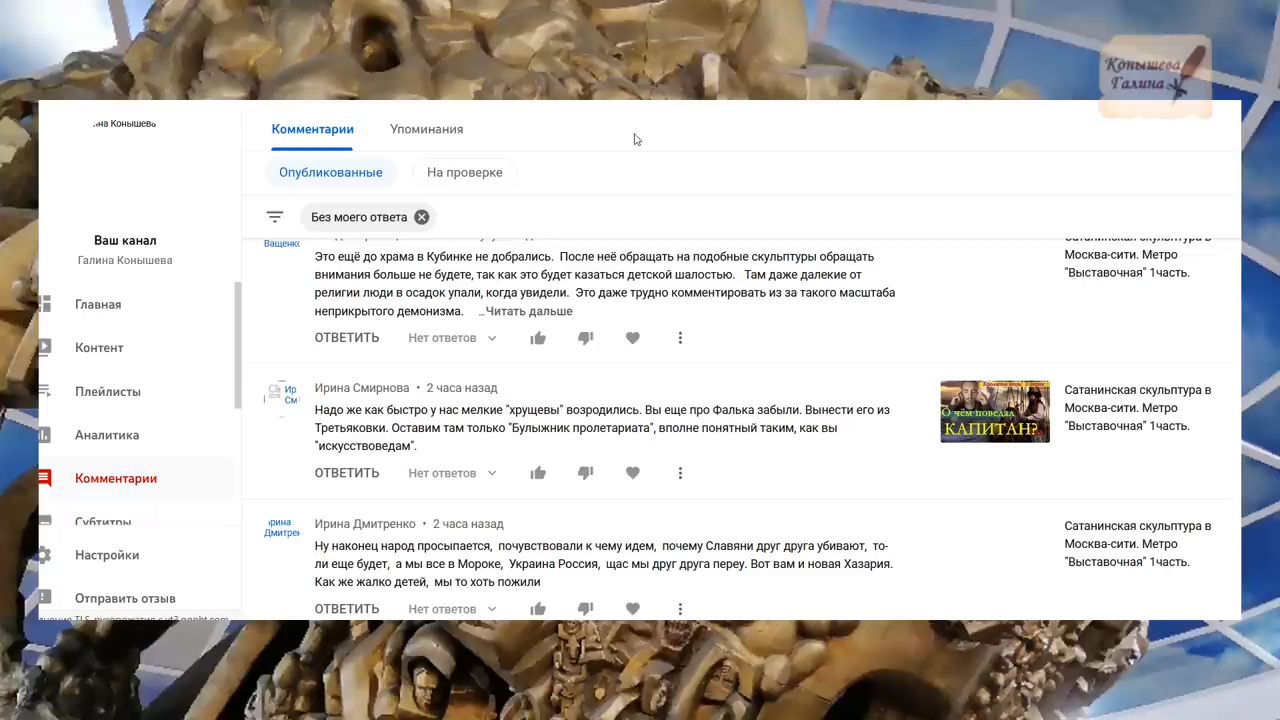 Конышева
Галина
.на Конышева
Комментарии
Упоминания
Опубликованные
На проверке
Без моего ответа
Ваш канал
Галина Конышева
Главная
Контент
Плейлисты
Аналитика
Комментарии
Субтитры
Настройки
Отправить отзыв
Ващенко
Это ещё до храма в Кубинке не добрались. После неё обращать на подобные скульптуры обращать
внимания больше не будете, так как это будет казаться детской шалостью. Там даже далекие от
религии люди в осадок упали, когда увидели. Это даже трудно комментировать из за такого масштаба
неприкрытого демонизма. ...Читать дальше
ОТВЕТИТЬ Нет ответов
Сатанинская скульптура в
Москва-сити. Метро
"Выставочная" 1часть.
Ир
См
Ирина Смирнова • 2 часа назад
Надо же как быстро у нас мелкие "хрущевы" возродились. Вы еще про Фалька забыли. Вынести его из
Третьяковки. Оставим там только "Булыжник пролетариата", вполне понятный таким, как вы
"искусствоведам".
ОТВЕТИТЬ Нет ответов
О чём поведал
КАПИТАН?
Сатанинская скульптура в
Москва-сити. Метро
"Выставочная" 1часть.
Ирина
Дмитрен
Ирина Дмитренко • 2 часа назад
Ну наконец народ просыпается, почувствовали к чему идем, почему Славяни друг друга убивают, то-
ли еще будет, а мы все в Мороке, Украина Россия, щас мы друг друга переу. Вот вам и новая Хазария.
Как же жалко детей, мы то хоть пожили
ОТВЕТИТЬ Нет ответов
Сатанинская скульптура в
Москва-сити. Метро
"Выставочная" 1часть.